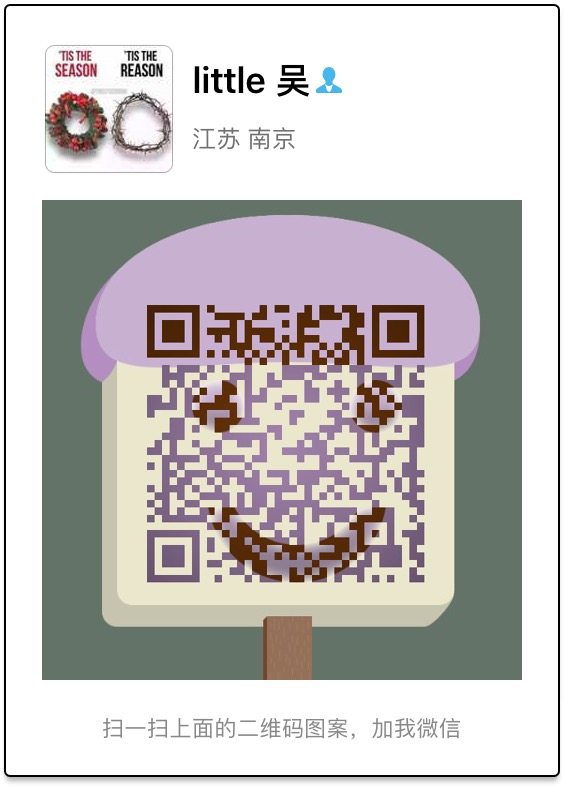 'TIS THE
SEASON
'TIS THE
REASON
little 吴
江苏 南京
扫一扫上面的二维码图案，加我微信